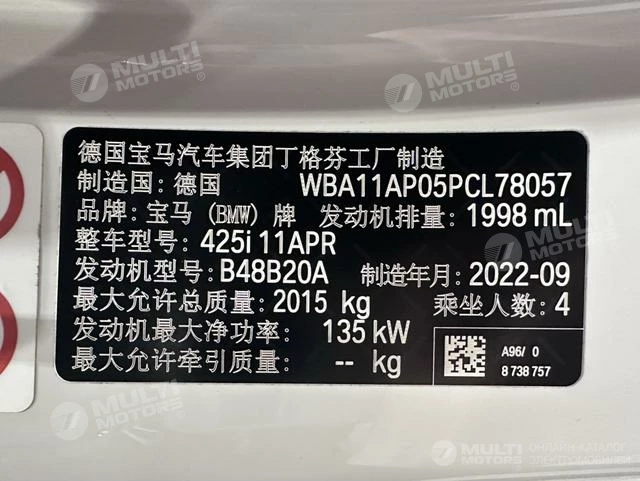 MULTI MOTORS
MULTI MOTORS
德国宝马汽车集团丁格芬工厂制造
制造国: 德国 WBA11AP05PCL78057
品牌: 宝马 (BMW) 牌 发动机排量: 1998 mL
整车型号: 425i 11APR
发动机型号: B48B20A 制造年月: 2022-09
最大允许总质量: 2015 kg 乘坐人数: 4
发动机最大净功率: 135 kW
最大允许牵引质量: -- kg
A96/ 0
8 738 757
MULTI MOTORS
MULTI MOTORS
ОНЛАЙН-КАТАЛОГ
ЭЛЕКТРОМОБИЛЕЙ